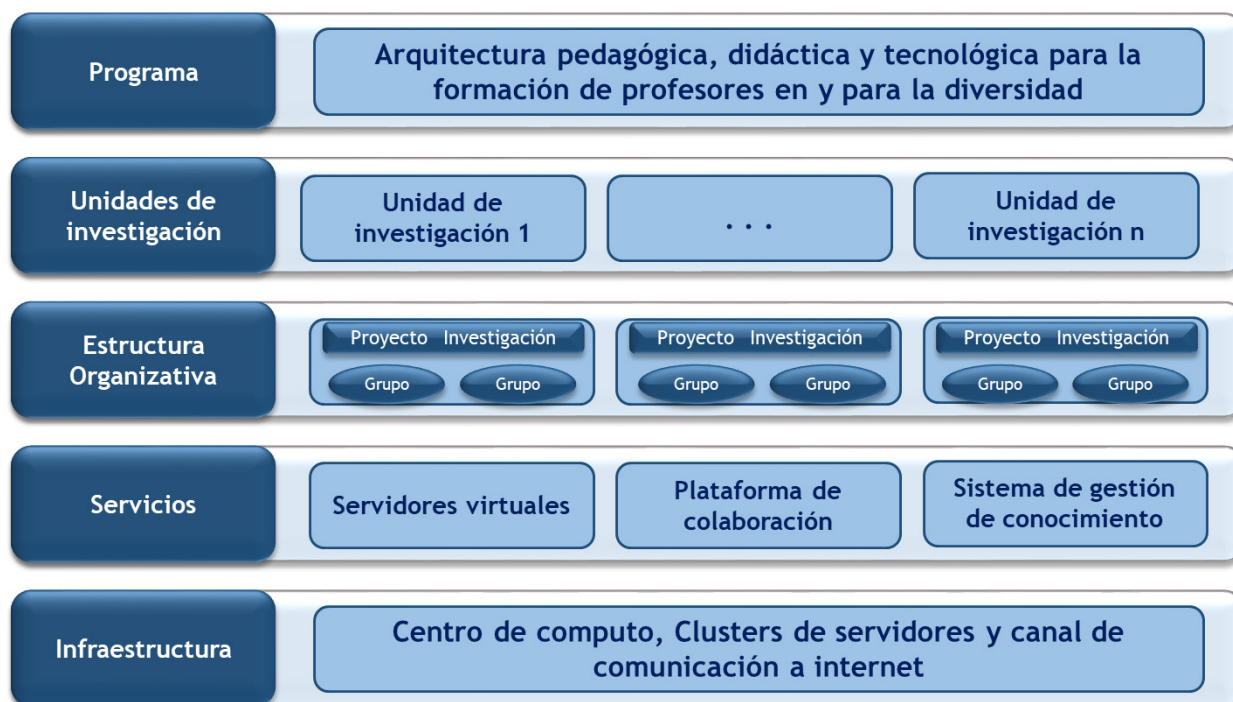 Programa
Arquitectura pedagógica, didáctica y tecnológica para la
formación de profesores en y para la diversidad
Unidades de
investigación
Unidad de
investigación 1
. . .
Unidad de
investigación n
Estructura
Organizativa
Proyecto Investigación
Grupo
Grupo
Proyecto Investigación
Grupo
Grupo
Proyecto Investigación
Grupo
Grupo
Servicios
Servidores virtuales
Plataforma de
colaboración
Sistema de gestión
de conocimiento
Infraestructura
Centro de computo, Clusters de servidores y canal de
comunicación a internet